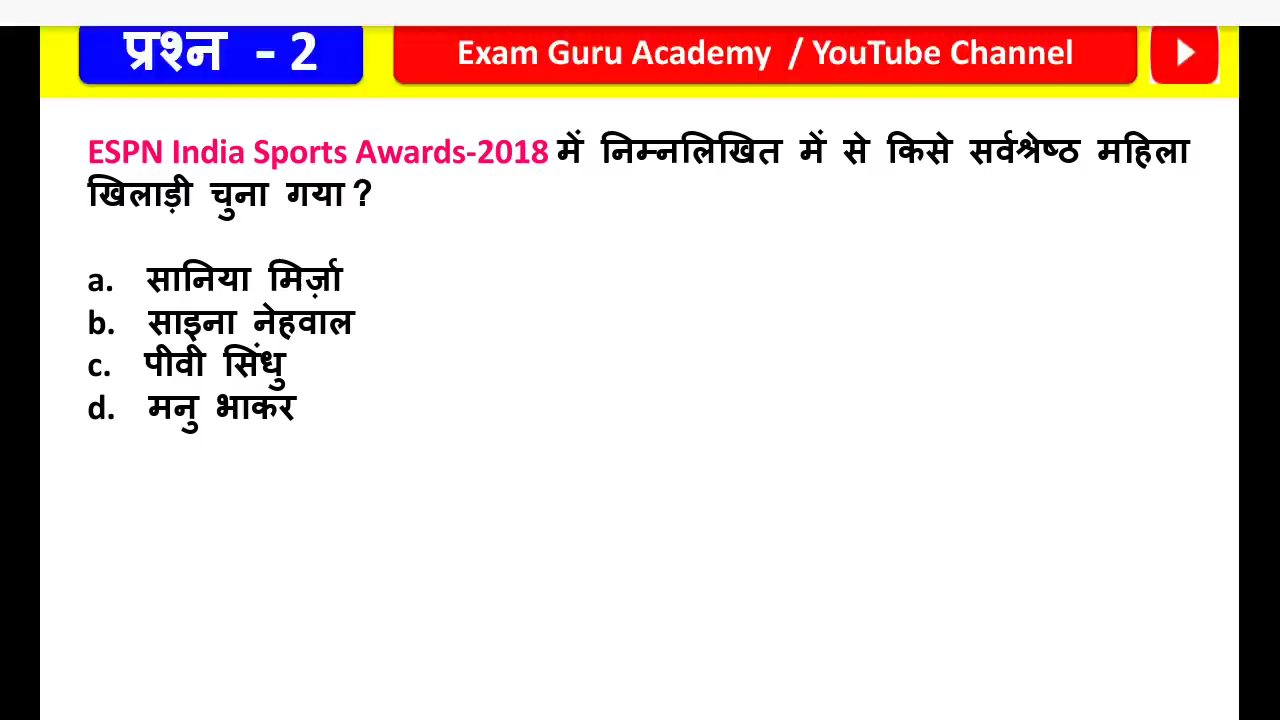 प्रश्न - 2
Exam Guru Academy / YouTube Channel
ESPN India Sports Awards-2018 में निम्नलिखित में से किसे सर्वश्रेष्ठ महिला
खिलाड़ी चुना गया ?
a. सानिया मिर्ज़ा
b. साइना नेहवाल
c. पीवी सिंधु
d. मनु भाकर